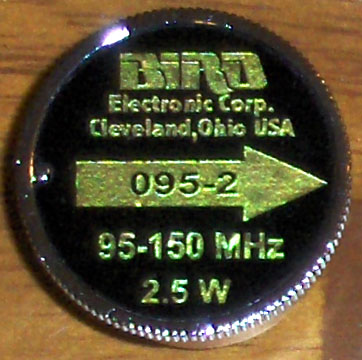 BIRD
Electronic Corp.
Cleveland,Ohio USA
095-2
95-150 MHz
2.5 W